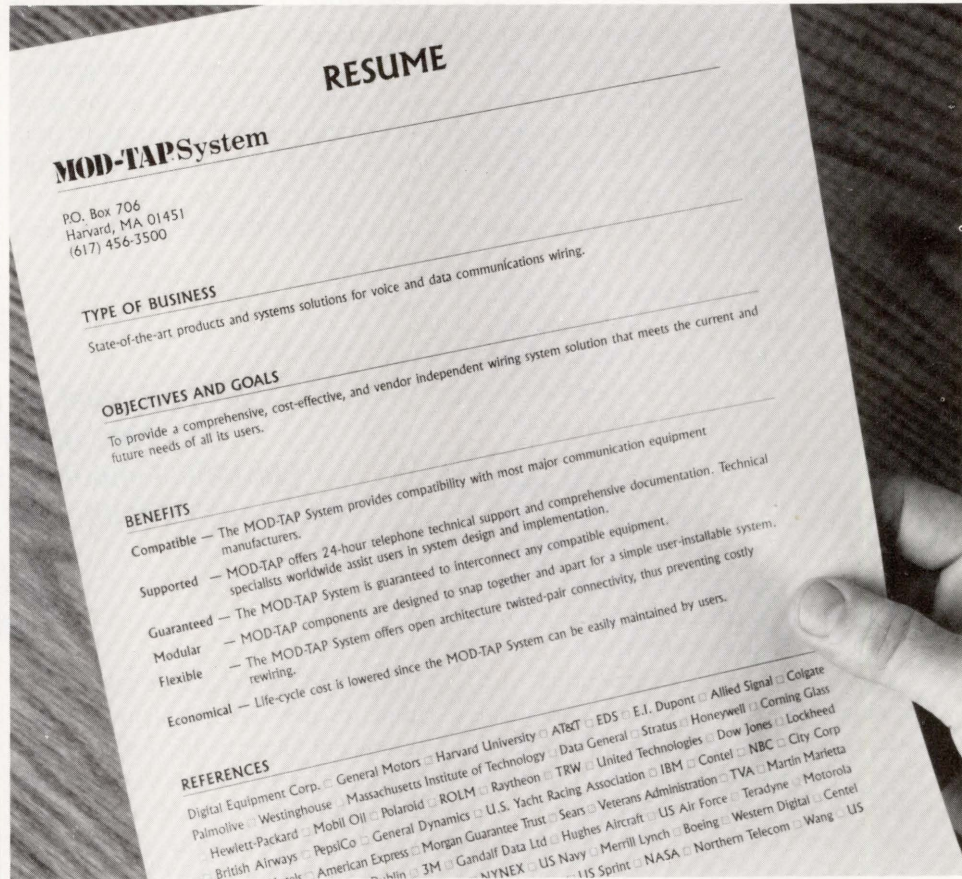 RESUME
MOD-TAP System
P.O. Box 706
Harvard, MA 01451
(617) 456-3500
TYPE OF BUSINESS
State-of-the-art products and systems solutions for voice and data communications wiring.
OBJECTIVES AND GOALS
To provide a comprehensive, cost-effective, and vendor independent wiring system solution that meets the current and
future needs of all its users.
BENEFITS
Compatible — The MOD-TAP System provides compatibility with most major communication equipment
manufacturers.
Supported — MOD-TAP offers 24-hour telephone technical support and comprehensive documentation. Technical
specialists worldwide assist users in system design and implementation.
Guaranteed — The MOD-TAP System is guaranteed to interconnect any compatible equipment.
Modular — MOD-TAP components are designed to snap together and apart for a simple user-installable system.
Flexible — The MOD-TAP System offers open architecture twisted-pair connectivity, thus preventing costly
rewiring.
Economical — Life-cycle cost is lowered since the MOD-TAP System can be easily maintained by users.
REFERENCES
Digital Equipment Corp. □ General Motors □ Harvard University □ AT&T □ EDS □ E.I. Dupont □ Allied Signal □ Colgate
Palmolive □ Westinghouse □ Massachusetts Institute of Technology □ Data General □ Stratus □ Honeywell □ Corning Glass
□ Hewlett-Packard □ Mobil Oil □ Polaroid □ ROLM □ Raytheon □ TRW □ United Technologies □ Dow Jones □ Lockheed
□ British Airways □ PepsiCo □ General Dynamics □ U.S. Yacht Racing Association □ IBM □ Contel □ NBC □ City Corp
□ American Express □ Morgan Guarantee Trust □ Sears □ Veterans Administration □ TVA □ Martin Marietta
□ 3M □ Gandalf Data Ltd □ Hughes Aircraft □ US Air Force □ Teradyne □ Motorola
NYNEX □ US Navy □ Merrill Lynch □ Boeing □ Western Digital □ Centel
US Sprint □ NASA □ Northern Telecom □ Wang □ US